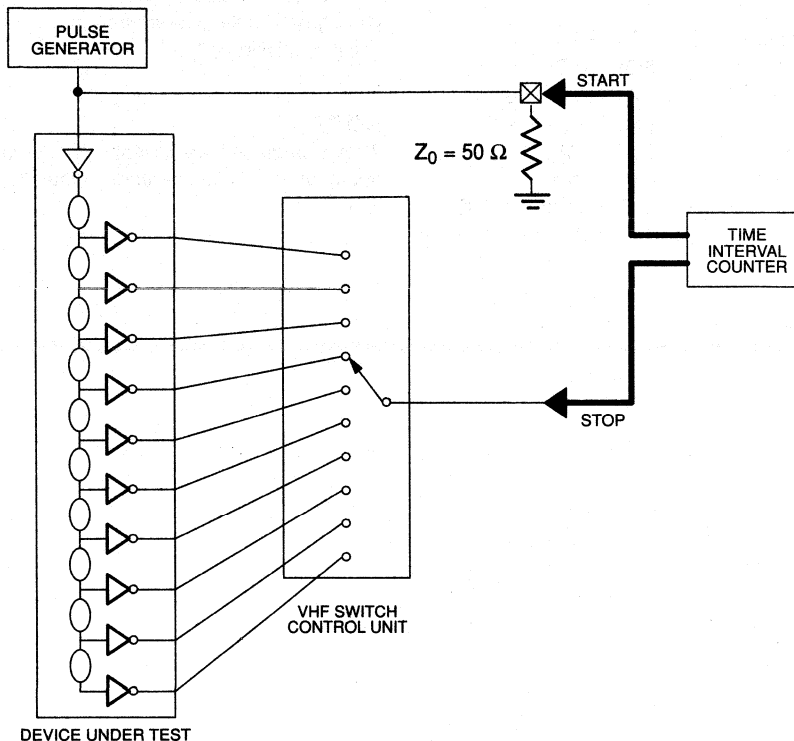 PULSE
GENERATOR
START
Z₀ = 50 Ω
TIME
INTERVAL
COUNTER
STOP
VHF SWITCH
CONTROL UNIT
DEVICE UNDER TEST